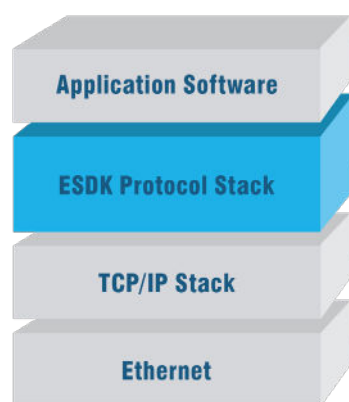 Application Software
ESDK Protocol Stack
TCP/IP Stack
Ethernet